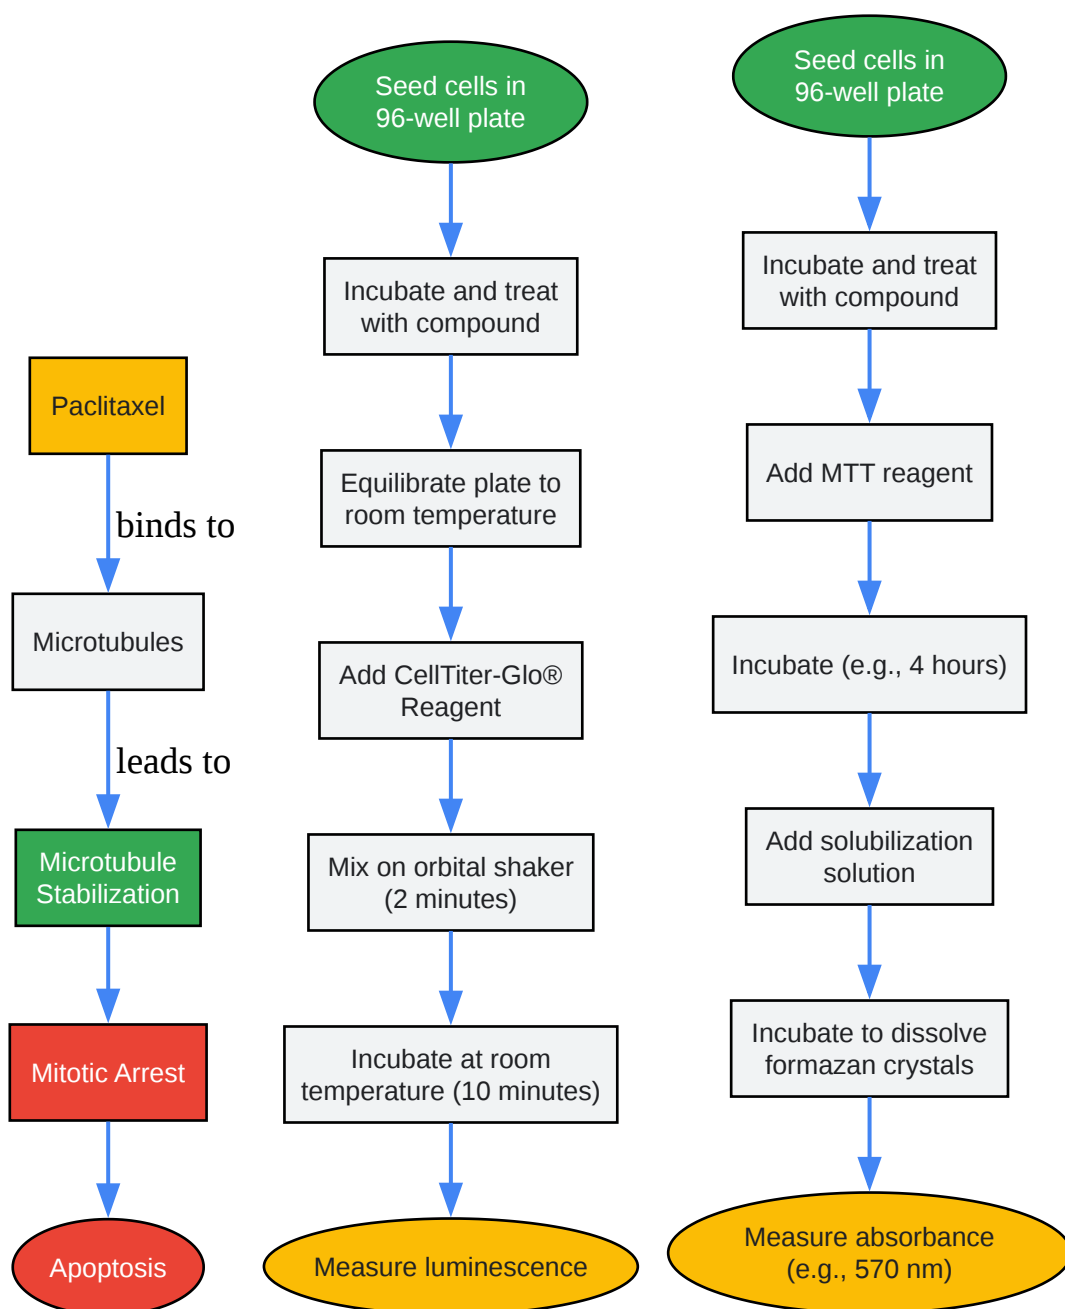 Paclitaxel
binds to
Microtubules
leads to
Microtubule
Stabilization
Mitotic Arrest
Apoptosis
Seed cells in
96-well plate
Incubate and treat
with compound
Equilibrate plate to
room temperature
Add CellTiter-Glo®
Reagent
Mix on orbital shaker
(2 minutes)
Incubate at room
temperature (10 minutes)
Measure luminescence
Seed cells in
96-well plate
Incubate and treat
with compound
Add MTT reagent
Incubate (e.g., 4 hours)
Add solubilization
solution
Incubate to dissolve
formazan crystals
Measure absorbance
(e.g., 570 nm)